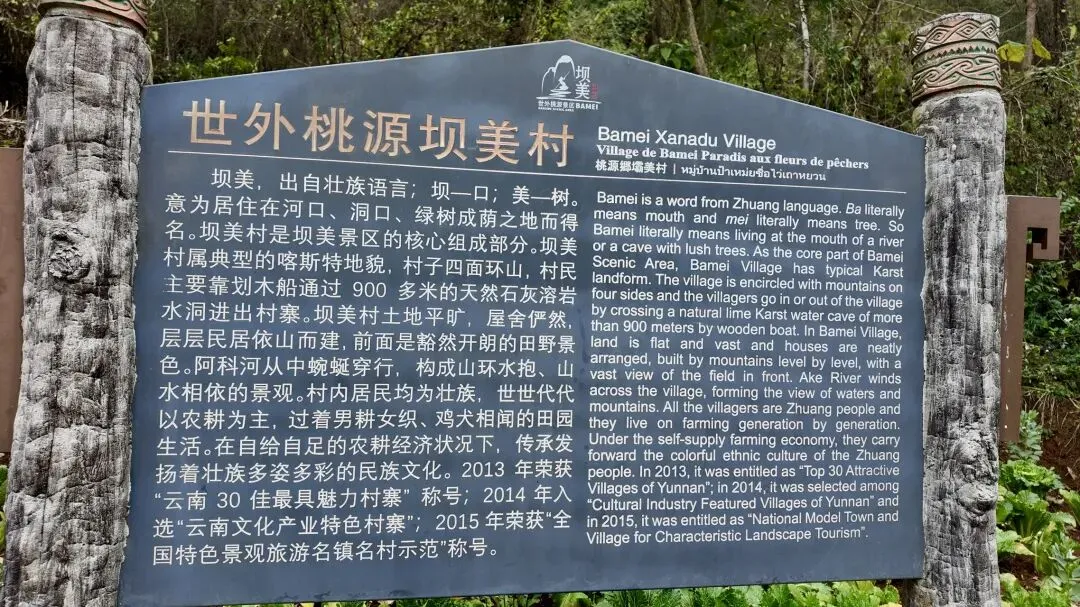 坝美
世外桃源景区 BAMEI
世外桃源坝美村
坝美，出自壮族语言；坝—口；美—树。
意为居住在河口、洞口、绿树成荫之地而得
名。坝美村是坝美景区的核心组成部分。坝美
村属典型的喀斯特地貌，村子四面环山，村民
主要靠划木船通过 900 多米的天然石灰溶岩
水洞进出村寨。坝美村土地平旷，屋舍俨然，
层层民居依山而建，前面是豁然开朗的田野景
色。阿科河从中蜿蜒穿行，构成山环水抱、山
水相依的景观。村内居民均为壮族，世世代代
以农耕为主，过着男耕女织、鸡犬相闻的田园
生活。在自给自足的农耕经济状况下，传承发
扬着壮族多姿多彩的民族文化。2013 年荣获
“云南 30 佳最具魅力村寨” 称号；2014 年入
选“云南文化产业特色村寨”；2015 年荣获“全
国特色景观旅游名镇名村示范”称号。
Bamei Xanadu Village
Village de Bamei Paradis aux fleurs de pêchers
桃源鄉壩美村 | หมู่บ้านป้าเหม่ยซื่อไว่เถาหยวน
Bamei is a word from Zhuang language. Ba literally
means mouth and mei literally means tree. So
Bamei literally means living at the mouth of a river
or a cave with lush trees. As the core part of Bamei
Scenic Area, Bamei Village has typical Karst
landform. The village is encircled with mountains on
four sides and the villagers go in or out of the village
by crossing a natural lime Karst water cave of more
than 900 meters by wooden boat. In Bamei Village,
land is flat and vast and houses are neatly
arranged, built by mountains level by level, with a
vast view of the field in front. Ake River winds
across the village, forming the view of waters and
mountains. All the villagers are Zhuang people and
they live on farming generation by generation.
Under the self-supply farming economy, they carry
forward the colorful ethnic culture of the Zhuang
people. In 2013, it was entitled as “Top 30 Attractive
Villages of Yunnan”; in 2014, it was selected among
“Cultural Industry Featured Villages of Yunnan” and
in 2015, it was entitled as “National Model Town and
Village for Characteristic Landscape Tourism”.